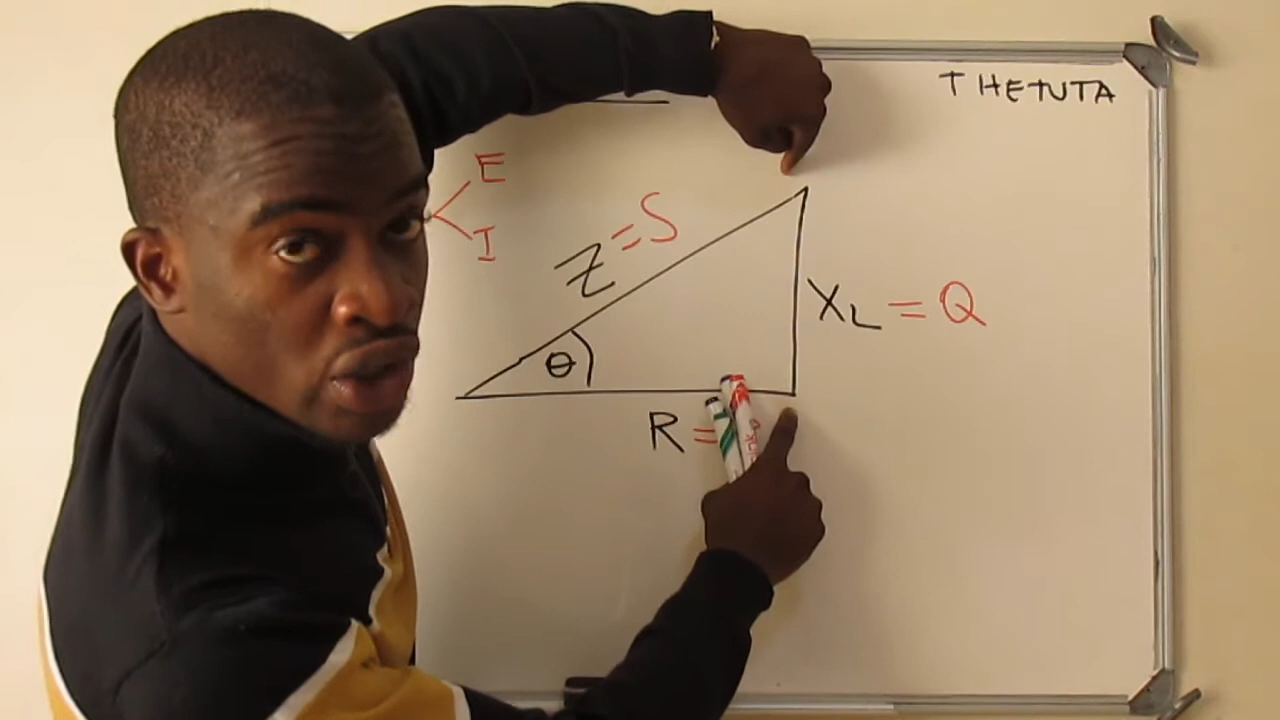 THETUTA
E
Z=S
I
XL = Q
θ
R=